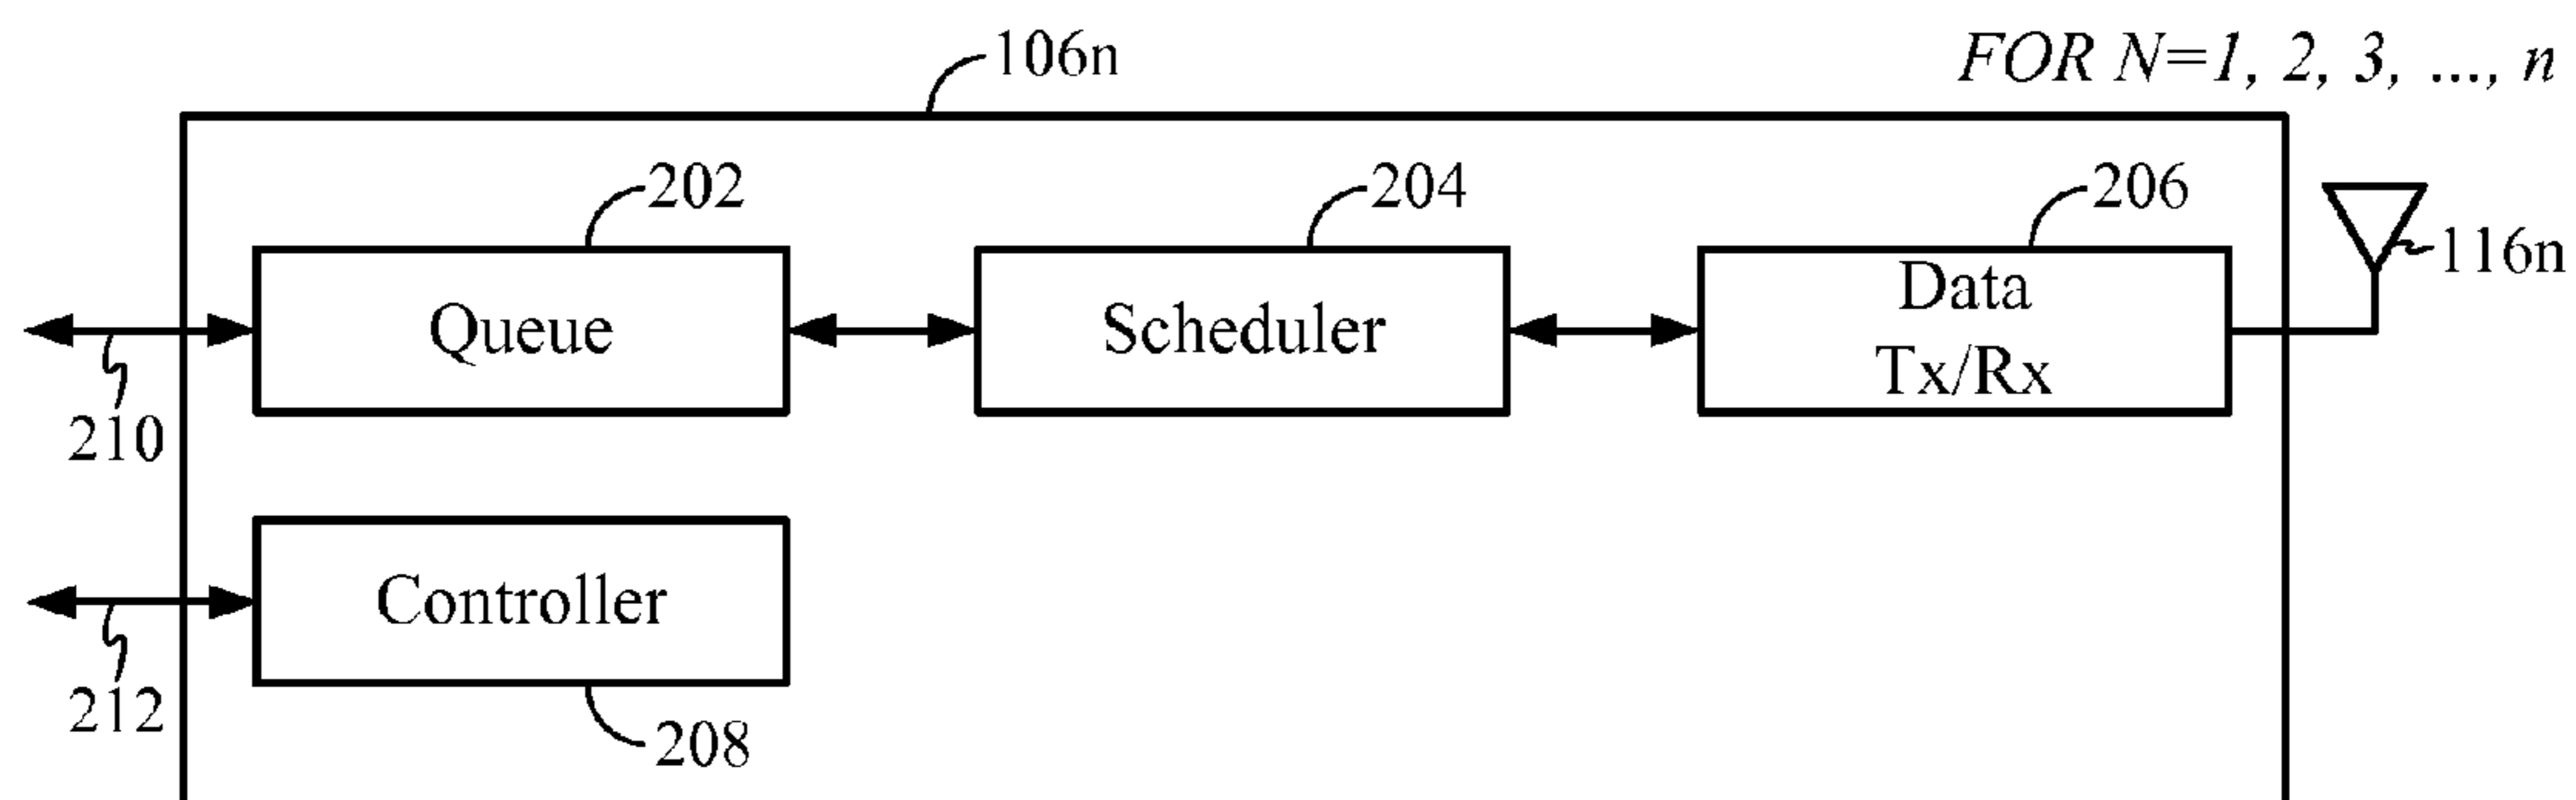 106n
FOR N=1, 2, 3, ..., n
202
204
206
116n
Queue
Scheduler
Data
Tx/Rx
210
Controller
212
208